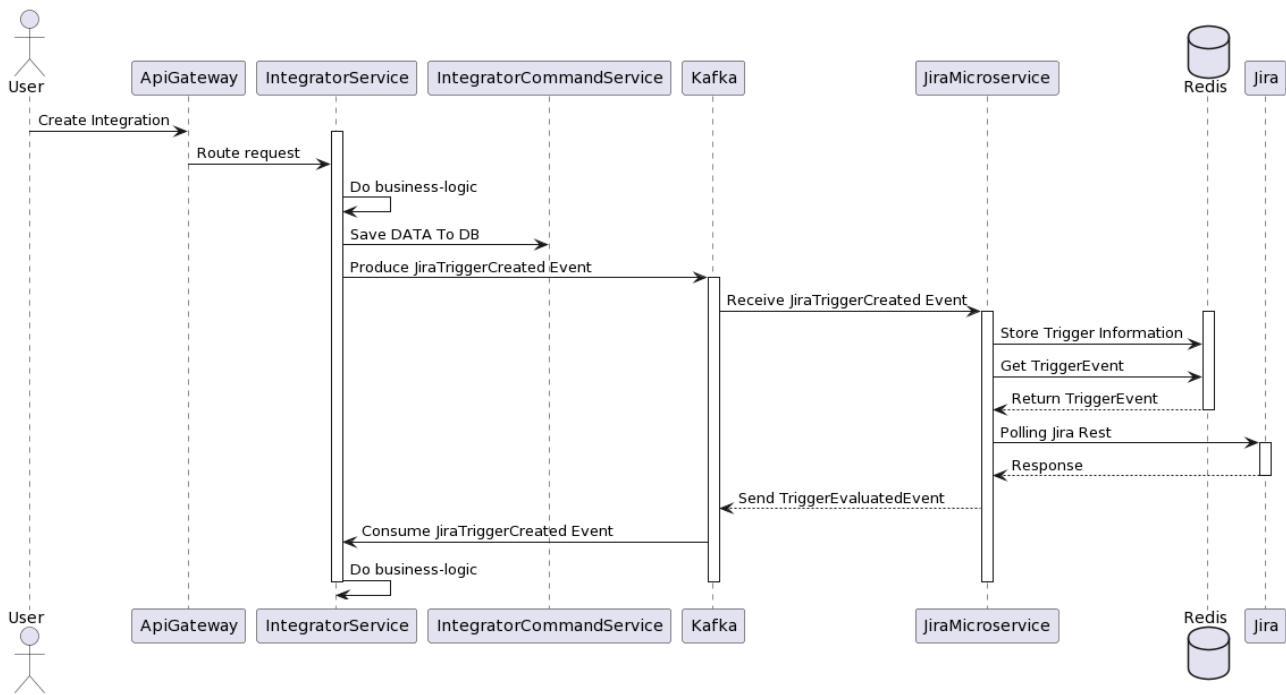 User
ApiGateway
IntegratorService
IntegratorCommandService
Kafka
JiraMicroservice
Redis
Jira
Create Integration
Route request
Do business-logic
Save DATA To DB
Produce JiraTriggerCreated Event
Receive JiraTriggerCreated Event
Store Trigger Information
Get TriggerEvent
Return TriggerEvent
Polling Jira Rest
Response
Send TriggerEvaluatedEvent
Consume JiraTriggerCreated Event
Do business-logic
User
ApiGateway
IntegratorService
IntegratorCommandService
Kafka
JiraMicroservice
Redis
Jira